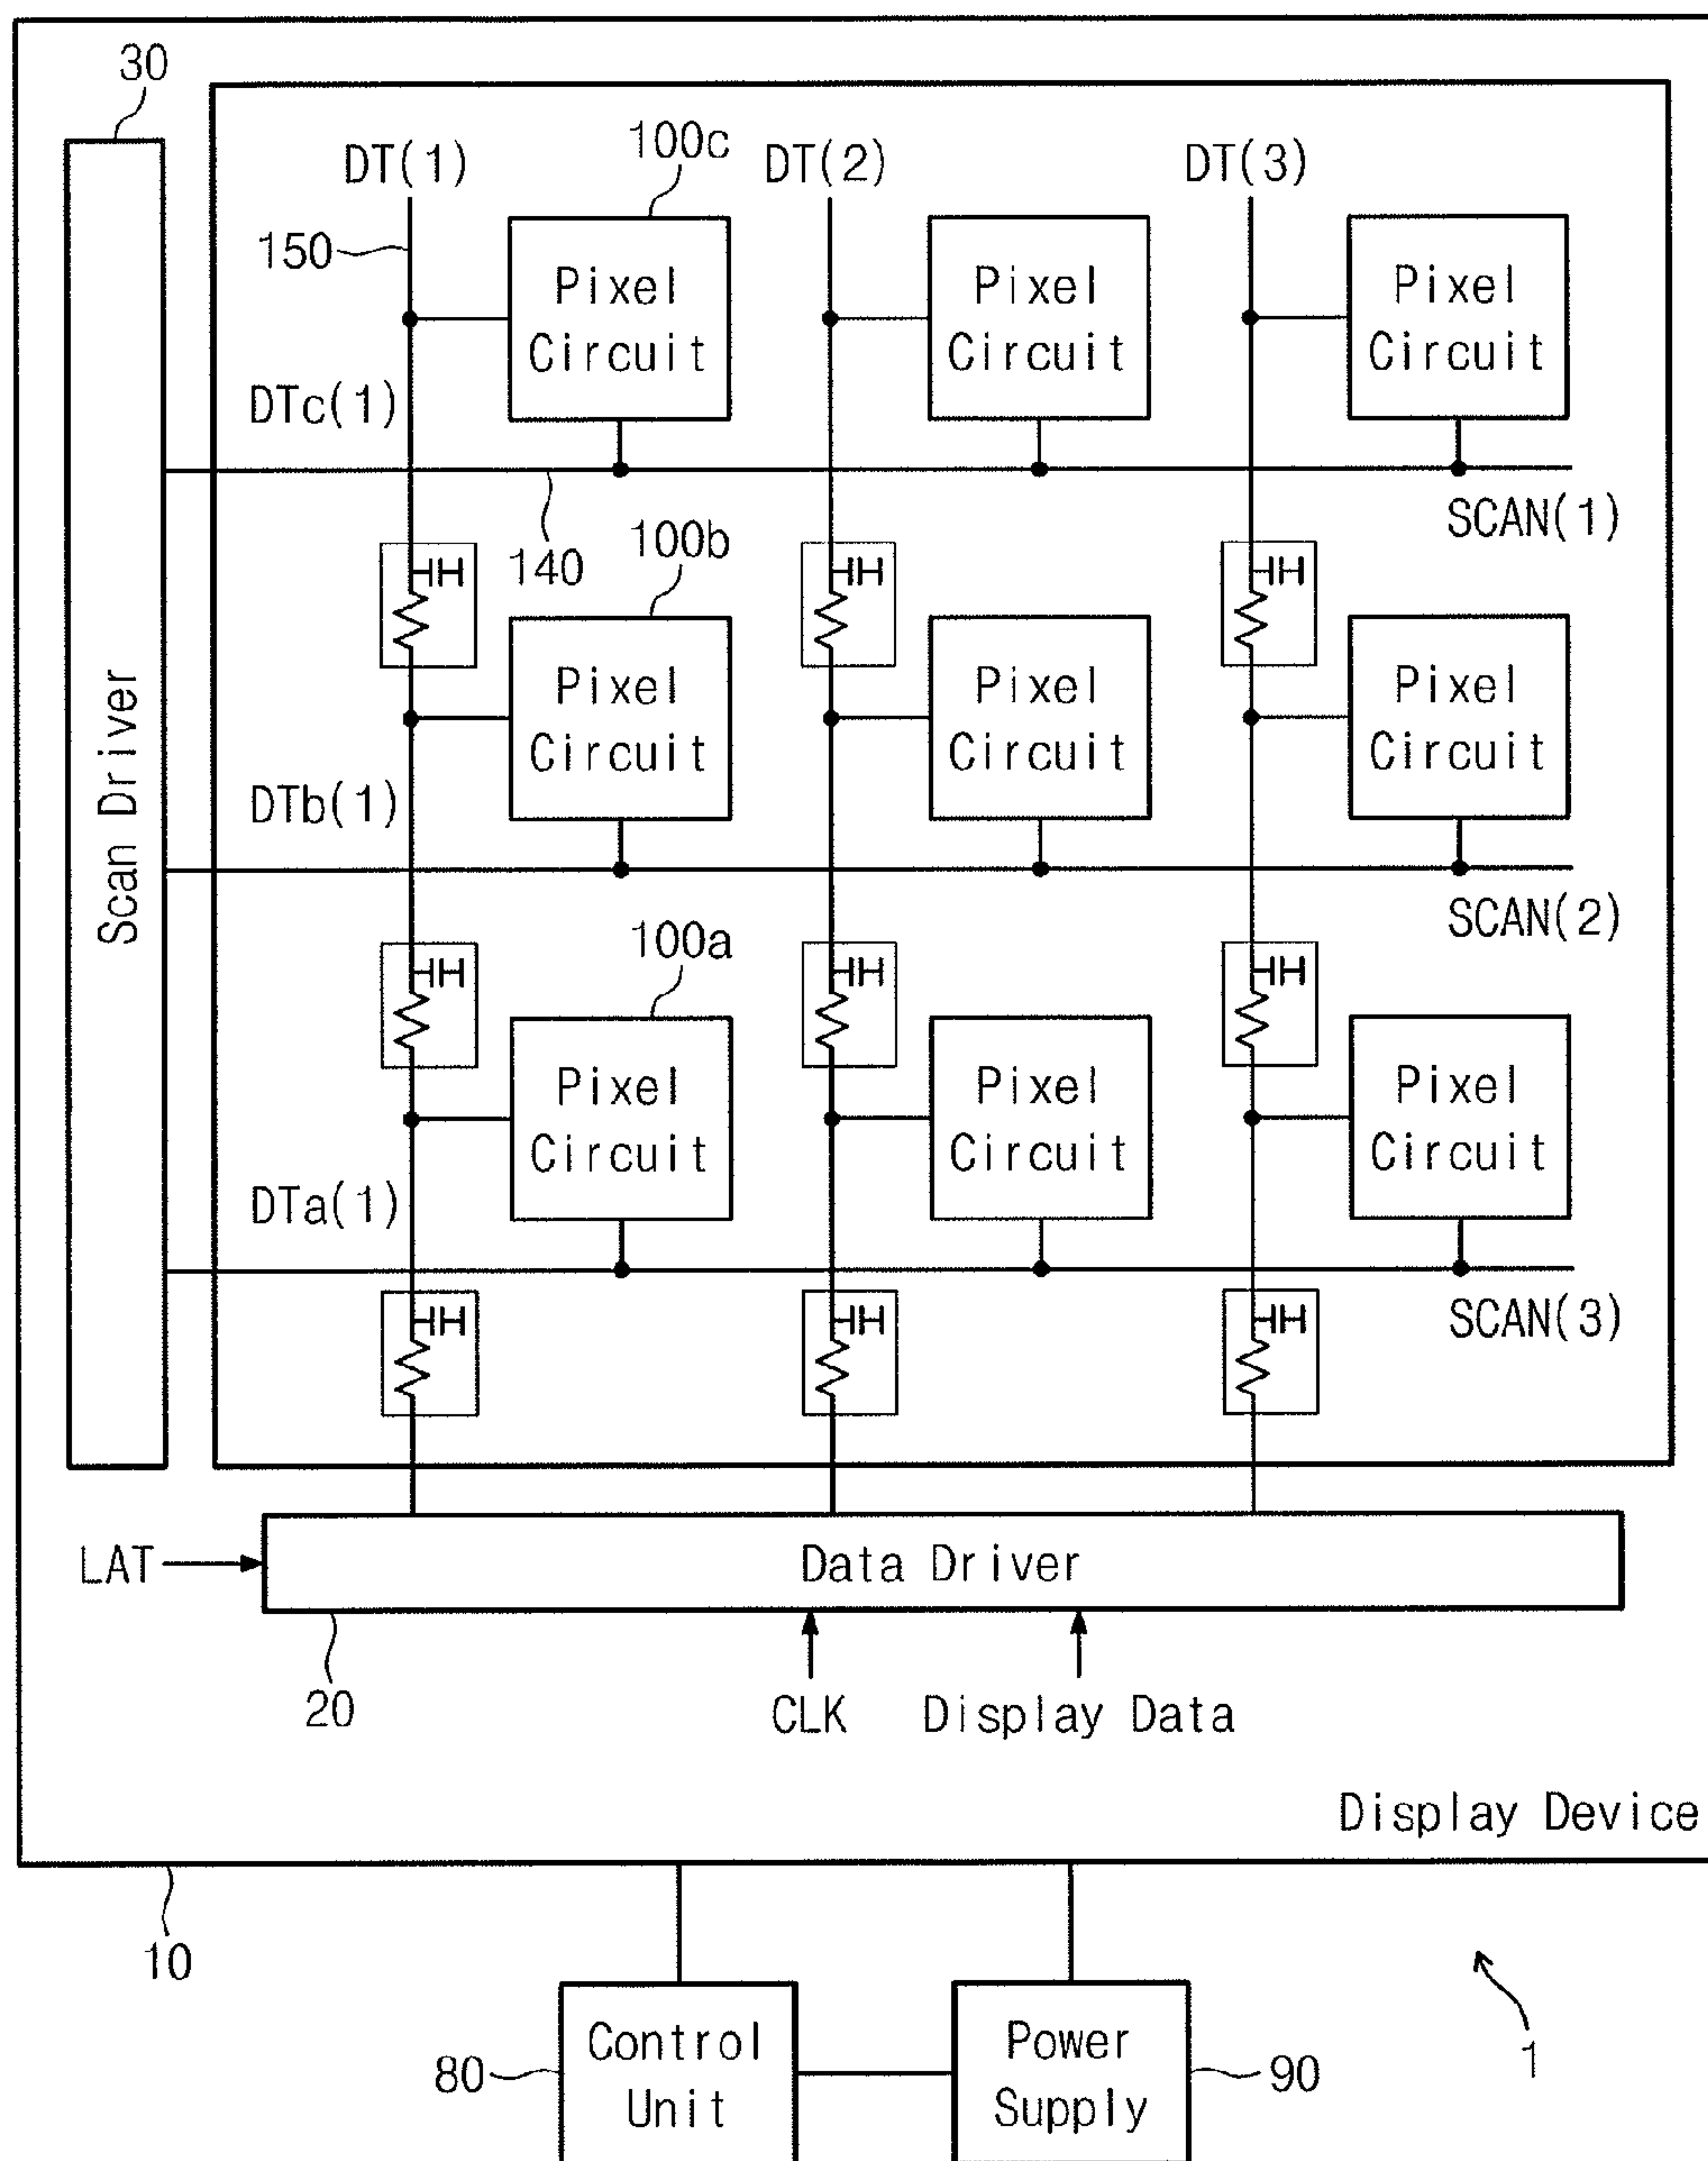 30
100c
DT(1)
DT(2)
DT(3)
150
Pixel
Circuit
Pixel
Circuit
Pixel
Circuit
DTc(1)
SCAN(1)
140
100b
Pixel
Circuit
Pixel
Circuit
Pixel
Circuit
Scan Driver
DTb(1)
SCAN(2)
100a
Pixel
Circuit
Pixel
Circuit
Pixel
Circuit
DTa(1)
SCAN(3)
LAT
Data Driver
20
CLK
Display Data
Display Device
10
Control
Unit
80
Power
Supply
90
1